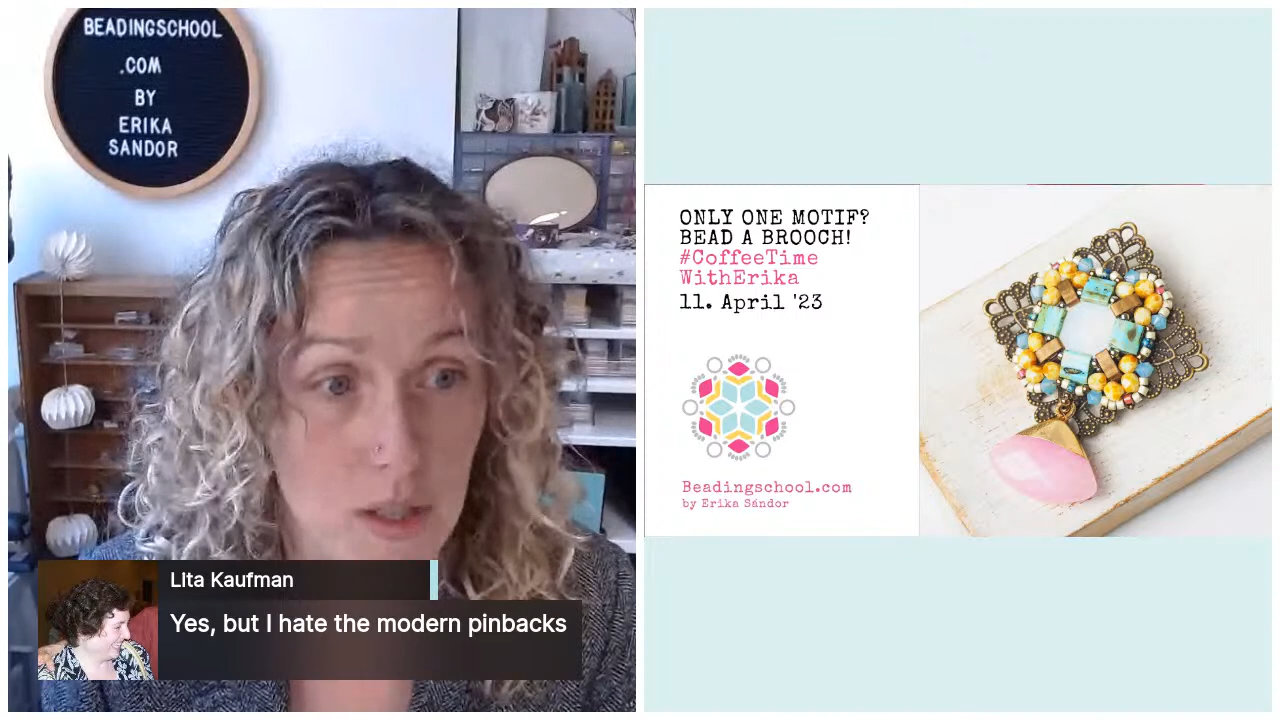 BEADINGSCHOOL
.COM
BY
ERIKA
SANDOR
Lita Kaufman
Yes, but I hate the modern pinbacks
ONLY ONE MOTIF?
BEAD A BROOCH!
#CoffeeTime
WithErika
11. April '23
Beadingschool.com
by Erika Sándor